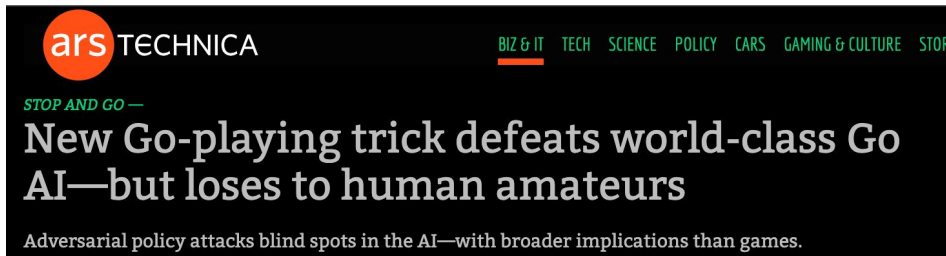 ars TECHNICA
BIZ & IT TECH SCIENCE POLICY CARS GAMING & CULTURE
STOP AND GO —
New Go-playing trick defeats world-class Go
AI—but loses to human amateurs
Adversarial policy attacks blind spots in the AI—with broader implications than games.